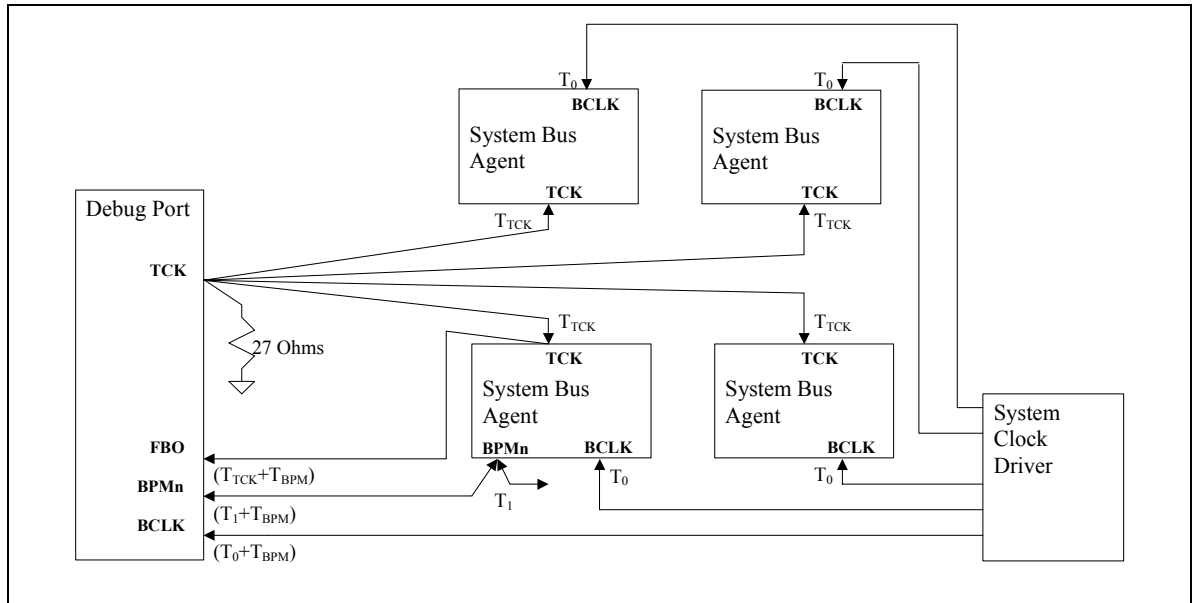 T0
BCLK
System Bus
Agent
TCK
TTCK
T0
BCLK
System Bus
Agent
TCK
TTCK
Debug Port
TCK
27 Ohms
FBO
(TTCK+TBPM)
BPMn
(T1+TBPM)
BCLK
(T0+TBPM)
TTCK
TCK
System Bus
Agent
BPMn
BCLK
T1
T0
TTCK
TCK
System Bus
Agent
BCLK
T0
System
Clock
Driver